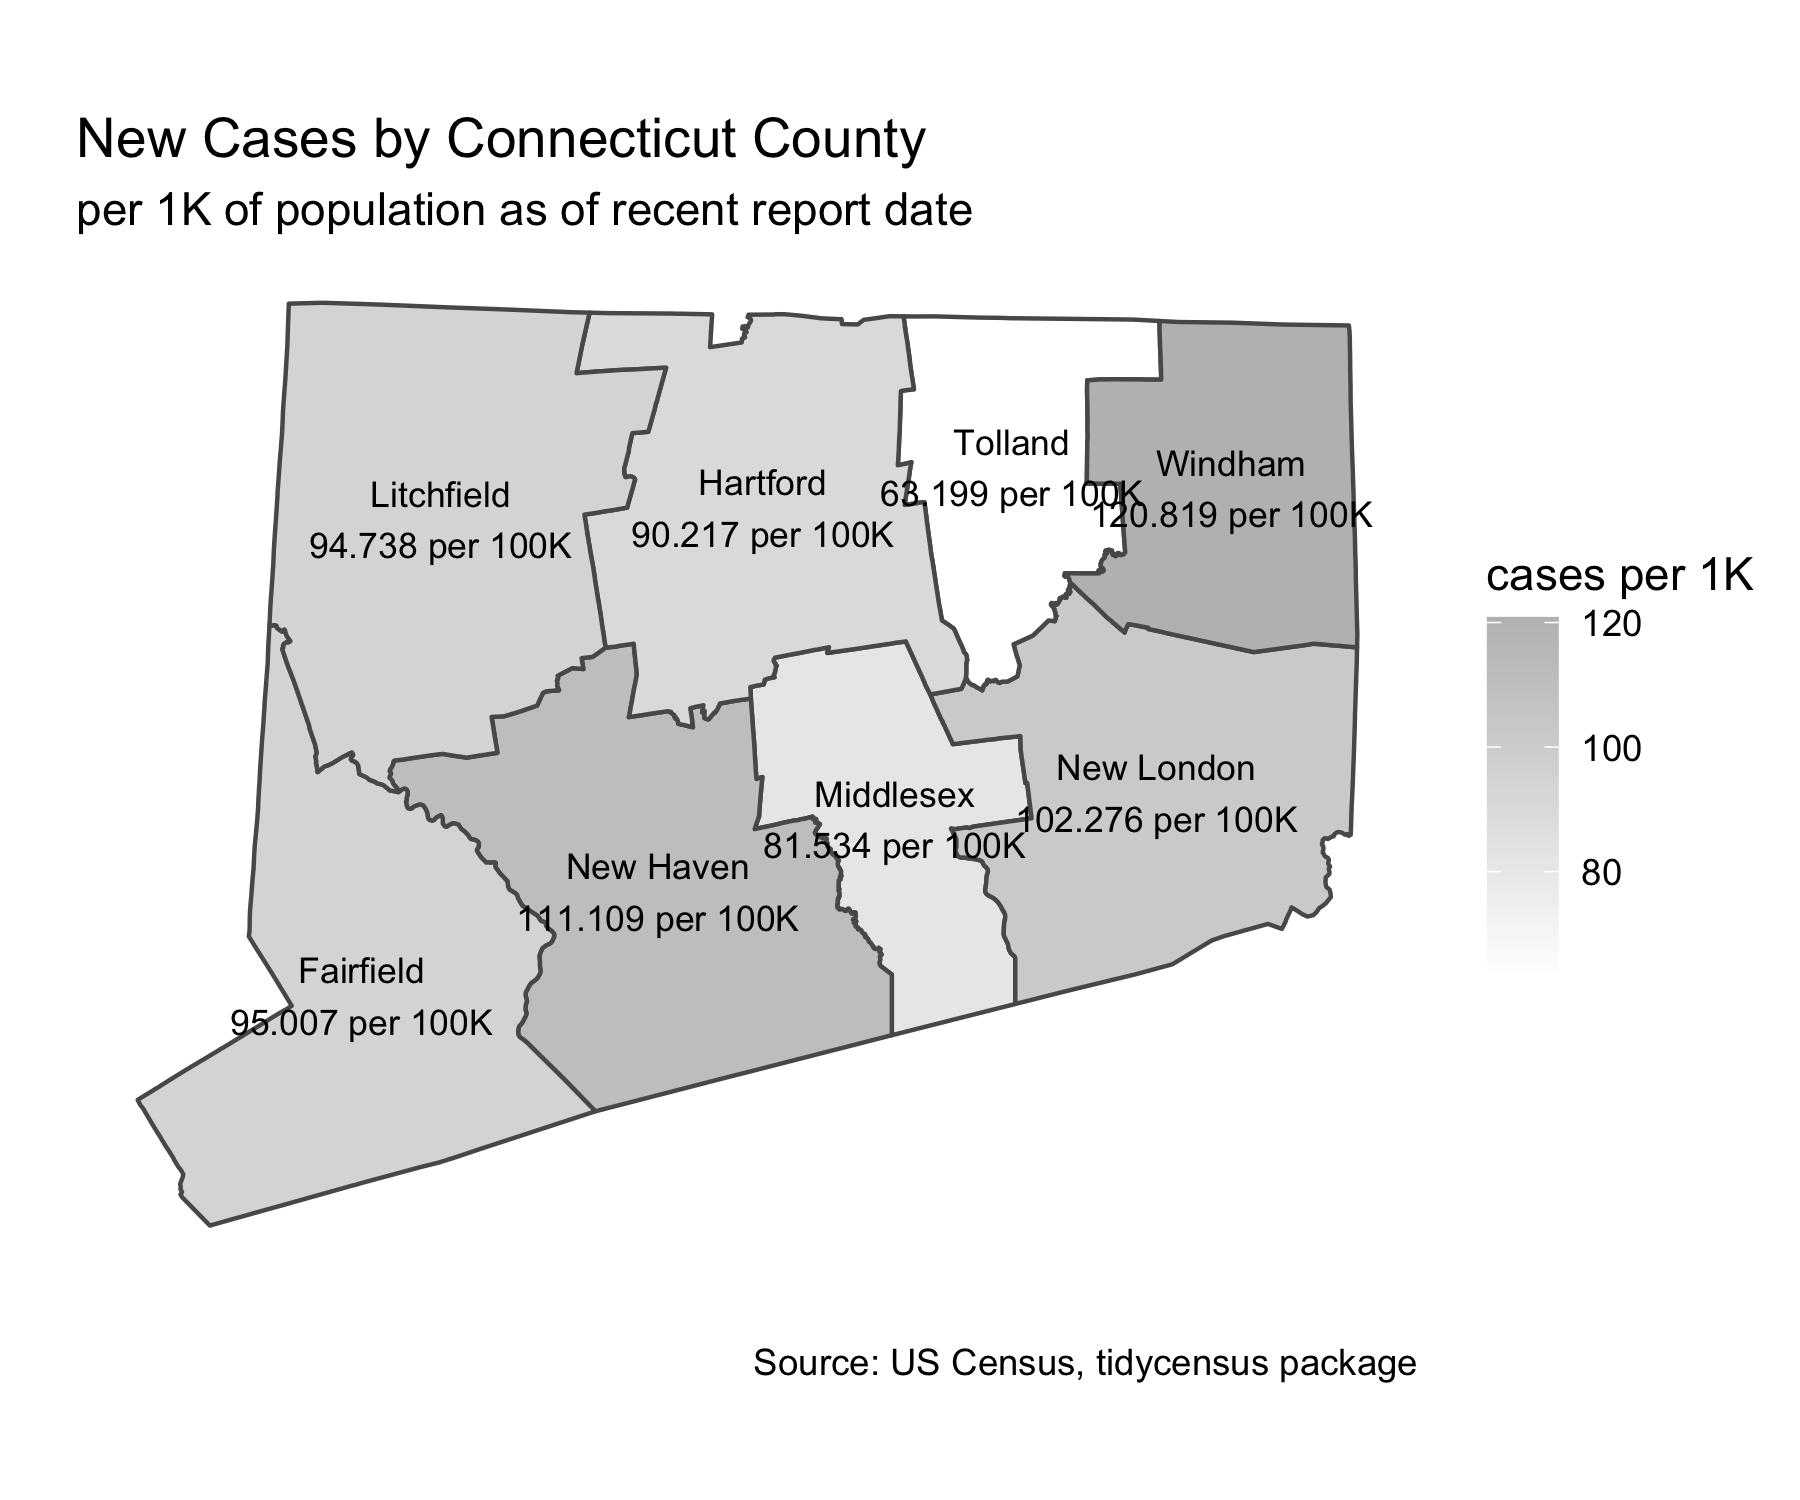 New Cases by Connecticut County
per 1K of population as of recent report date
Tolland
63.199 per 100K
Windham
120.819 per 100K
Hartford
90.217 per 100K
Litchfield
94.738 per 100K
New London
102.276 per 100K
Middlesex
81.534 per 100K
New Haven
111.109 per 100K
Fairfield
95.007 per 100K
cases per 1K
120
100
80
Source: US Census, tidycensus package